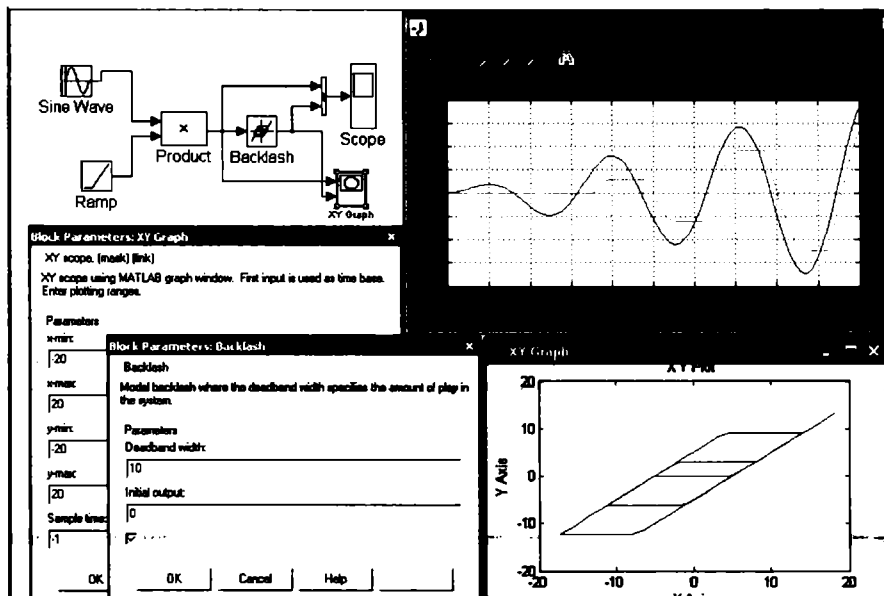 Sine Wave
Ramp
×
Product
Backlash
Scope
XY Graph
Block Parameters: XY Graph ×
XY scope. (mask) (link)
XY scope using MATLAB graph window. First input is used as time base.
Enter plotting ranges.
Parameters
x-min:
-20
x-max:
20
y-min:
-20
y-max:
20
Sample time:
-1
OK
Block Parameters: Backlash ×
Backlash
Model backlash where the deadband width specifies the amount of play in
the system.
Parameters
Deadband width:
10
Initial output:
0
OK Cancel Help
XY Graph
X Y Plot
Y Axis
20
10
0
-10
-20
-20 -10 0 10 20
X Axis